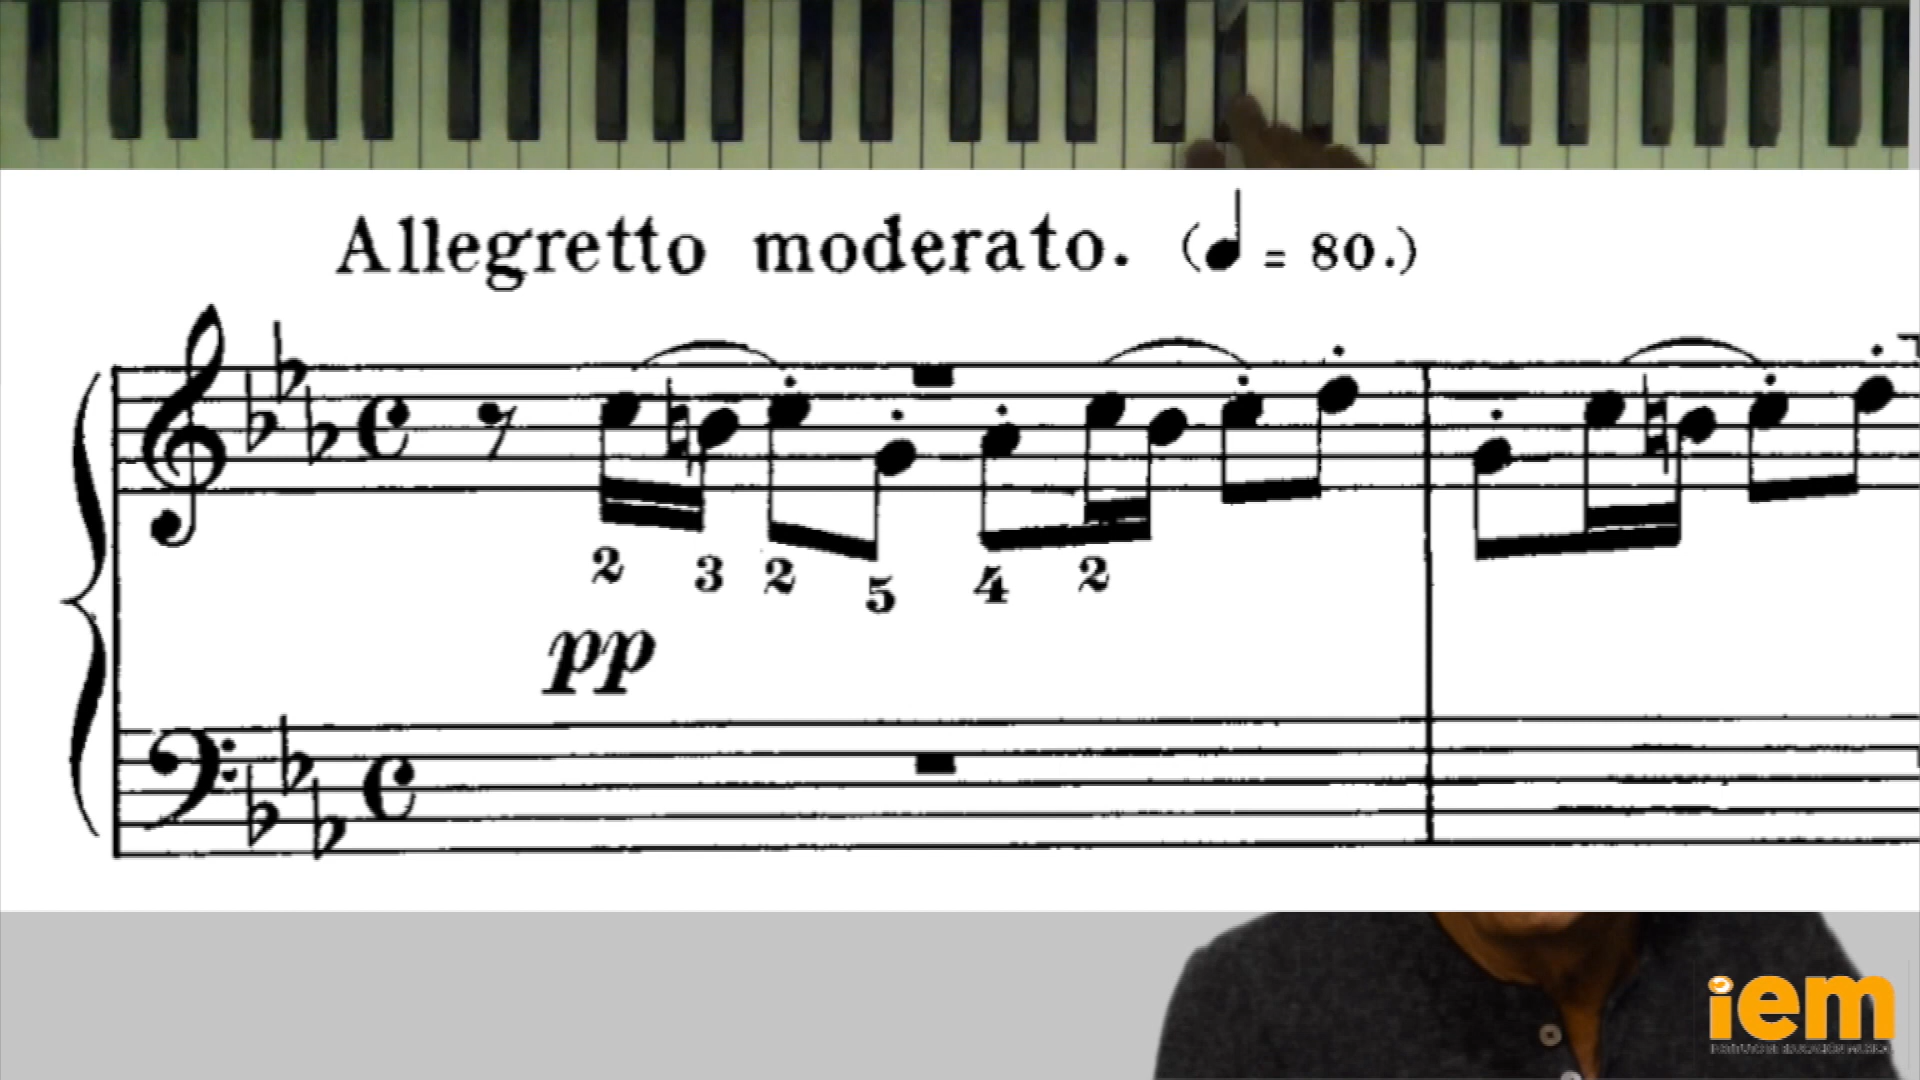 Allegretto moderato. (♩ = 80.)
2 3 2 5 4 2
pp
iem